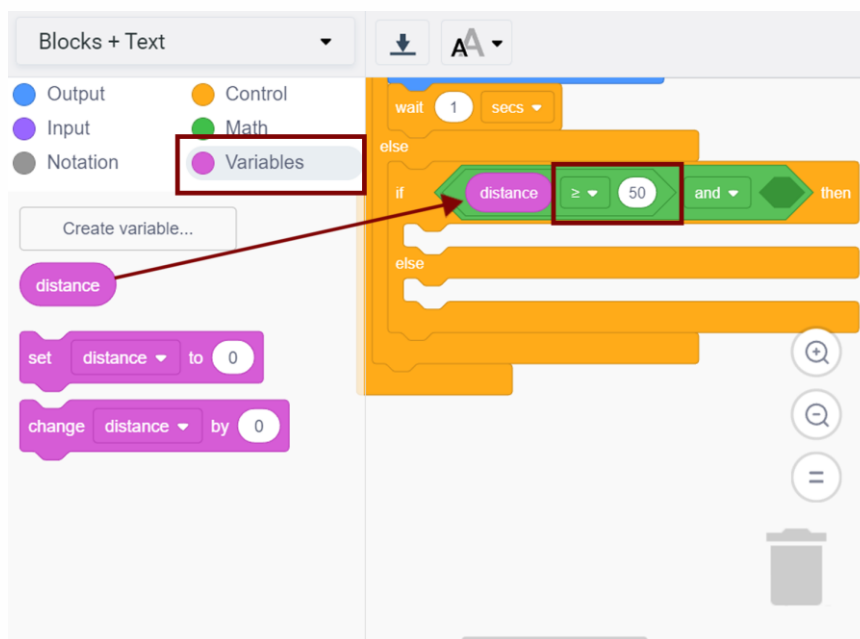 Blocks + Text
AA
Output
Control
Input
Math
Notation
Variables
Create variable...
distance
set distance to 0
change distance by 0
wait 1 secs
else
if distance ≥ 50 and then
else